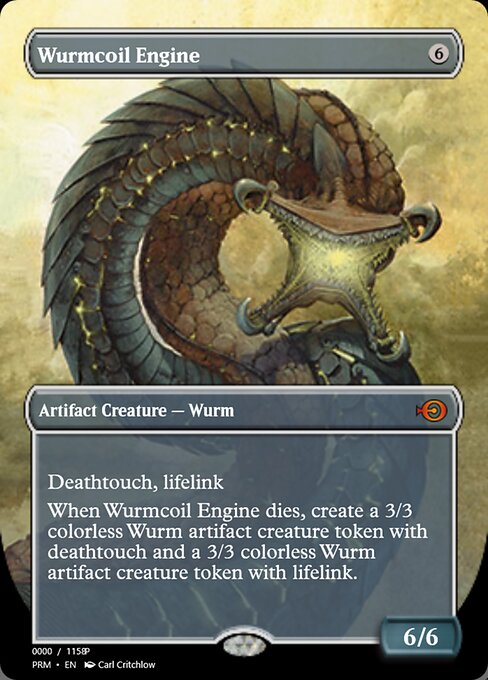 Wurmcoil Engine 6
Artifact Creature — Wurm
Deathtouch, lifelink
When Wurmcoil Engine dies, create a 3/3
colorless Wurm artifact creature token with
deathtouch and a 3/3 colorless Wurm
artifact creature token with lifelink.
6/6
0000 / 1158P
PRM • EN Carl Critchlow